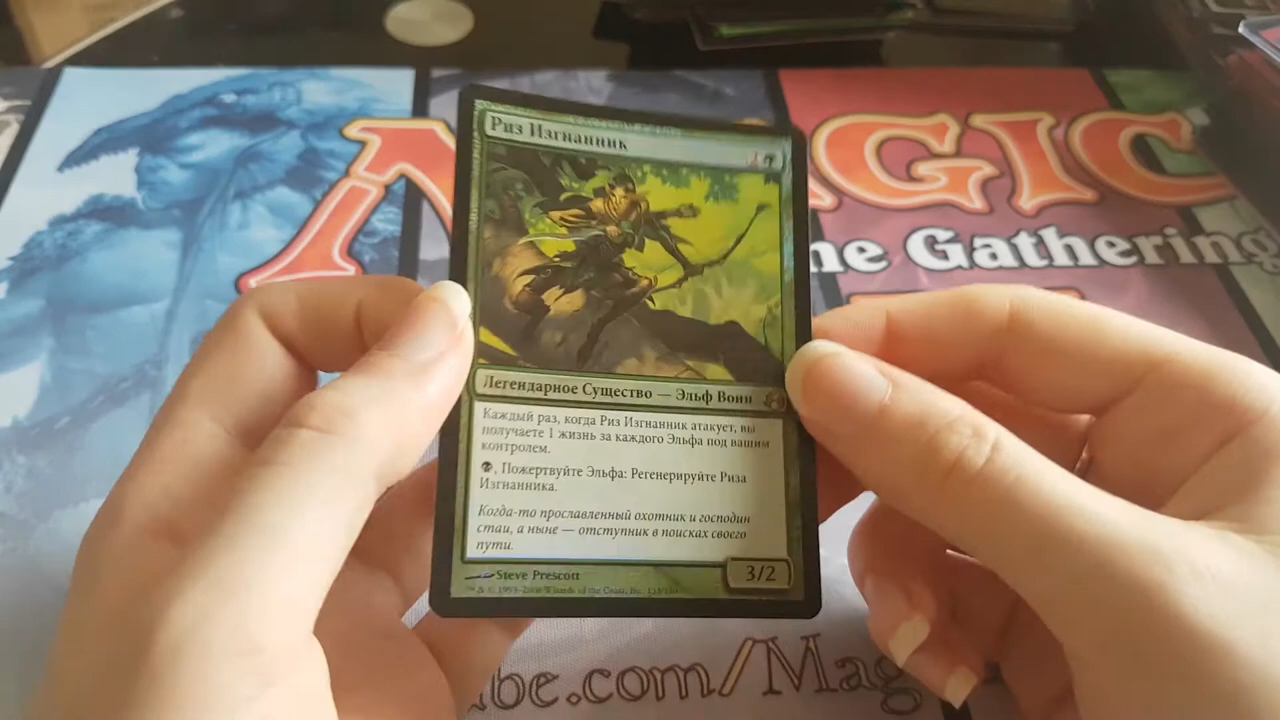 MAGIC
he Gathering
Риз Изгнанник
Легендарное Существо — Эльф Воин
Каждый раз, когда Риз Изгнанник атакует, вы
получаете 1 жизнь за каждого Эльфа под вашим
контролем.
, Пожертвуйте Эльфа: Регенерируйте Риза
Изгнанника.
Когда-то прославленный охотник и господин
стаи, а ныне — отступник в поисках своего
пути.
3/2
Steve Prescott
be.com/Mag